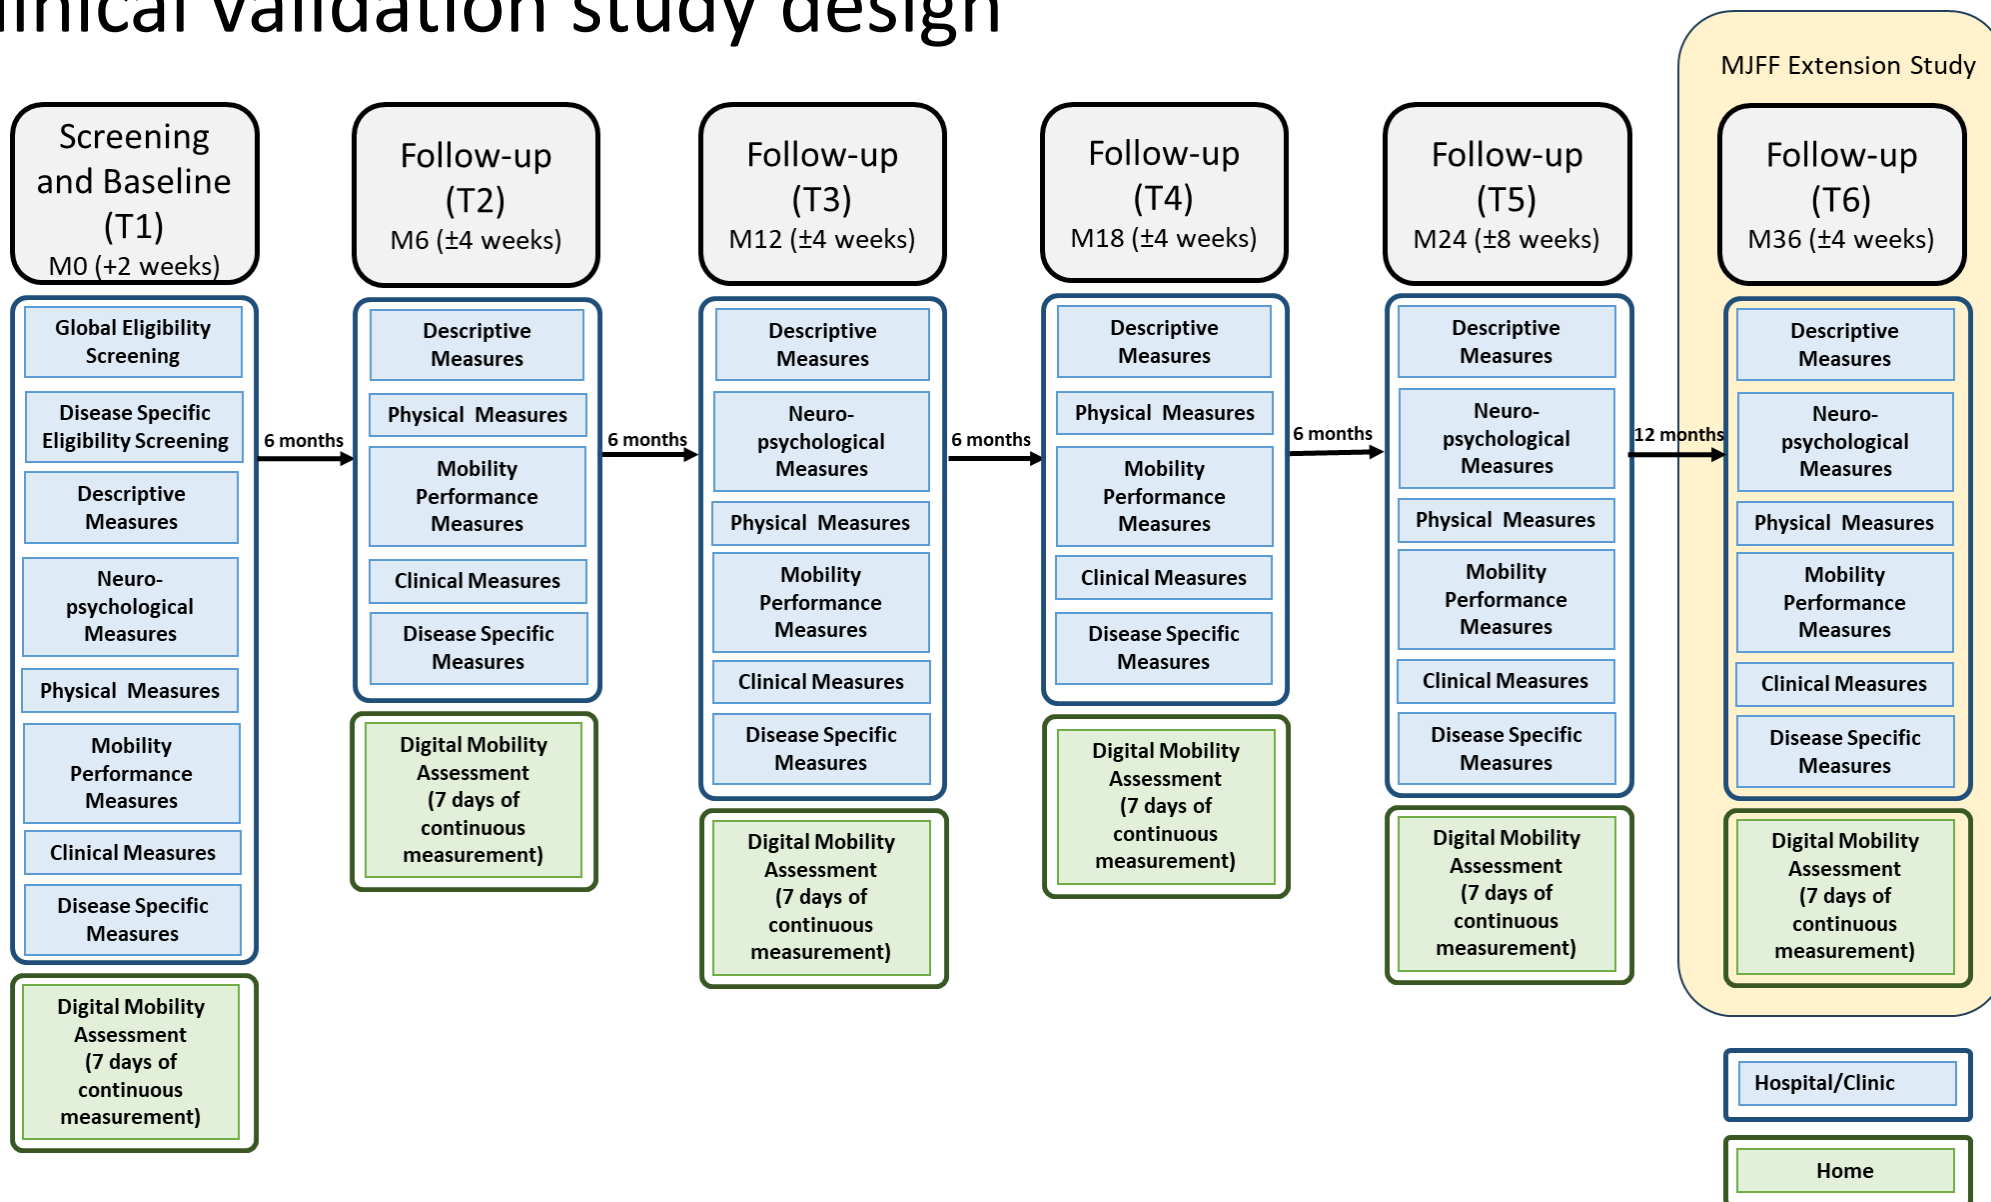 linical validation study design
MJFF Extension Study
Screening
and Baseline
(T1)
M0 (+2 weeks)
Global Eligibility
Screening
Disease Specific
Eligibility Screening
Descriptive
Measures
Neuro-
psychological
Measures
Physical Measures
Mobility
Performance
Measures
Clinical Measures
Disease Specific
Measures
Digital Mobility
Assessment
(7 days of
continuous
measurement)
6 months
Follow-up
(T2)
M6 (±4 weeks)
Descriptive
Measures
Physical Measures
Mobility
Performance
Measures
Clinical Measures
Disease Specific
Measures
Digital Mobility
Assessment
(7 days of
continuous
measurement)
6 months
Follow-up
(T3)
M12 (±4 weeks)
Descriptive
Measures
Neuro-
psychological
Measures
Physical Measures
Mobility
Performance
Measures
Clinical Measures
Disease Specific
Measures
Digital Mobility
Assessment
(7 days of
continuous
measurement)
6 months
Follow-up
(T4)
M18 (±4 weeks)
Descriptive
Measures
Physical Measures
Mobility
Performance
Measures
Clinical Measures
Disease Specific
Measures
Digital Mobility
Assessment
(7 days of
continuous
measurement)
6 months
Follow-up
(T5)
M24 (±8 weeks)
Descriptive
Measures
Neuro-
psychological
Measures
Physical Measures
Mobility
Performance
Measures
Clinical Measures
Disease Specific
Measures
Digital Mobility
Assessment
(7 days of
continuous
measurement)
12 months
Follow-up
(T6)
M36 (±4 weeks)
Descriptive
Measures
Neuro-
psychological
Measures
Physical Measures
Mobility
Performance
Measures
Clinical Measures
Disease Specific
Measures
Digital Mobility
Assessment
(7 days of
continuous
measurement)
Hospital/Clinic
Home